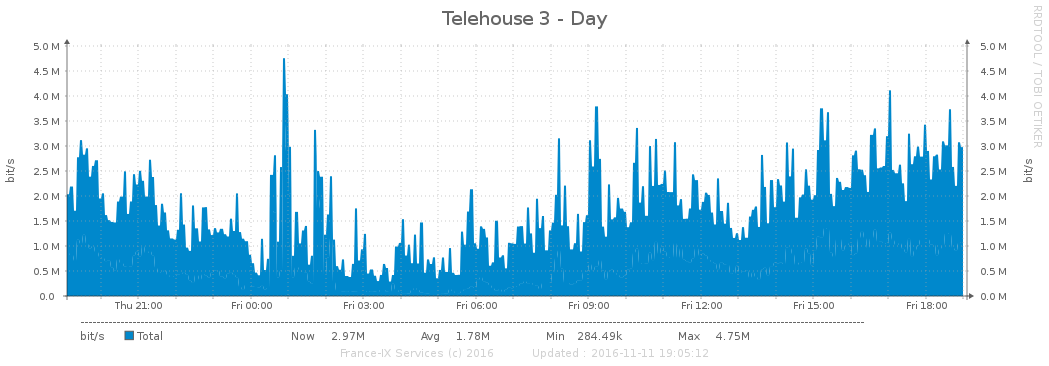 Telehouse 3 - Day
RRDTOOL / TOBI OETIKER
bit/s
5.0 M 5.0 M
4.5 M 4.5 M
4.0 M 4.0 M
3.5 M 3.5 M
3.0 M 3.0 M
2.5 M 2.5 M
2.0 M 2.0 M
1.5 M 1.5 M
1.0 M 1.0 M
0.5 M 0.5 M
0.0 0.0 M
bit/s
Thu 21:00 Fri 00:00 Fri 03:00 Fri 06:00 Fri 09:00 Fri 12:00 Fri 15:00 Fri 18:00
bit/s Total Now 2.97M Avg 1.78M Min 284.49k Max 4.75M
France-IX Services (c) 2016 Updated : 2016-11-11 19:05:12